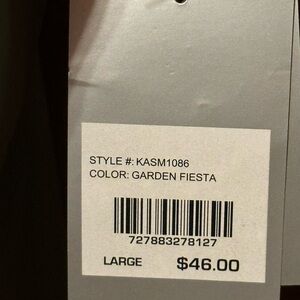 STYLE #: KASM1086
COLOR: GARDEN FIESTA
727883278127
LARGE $46.00